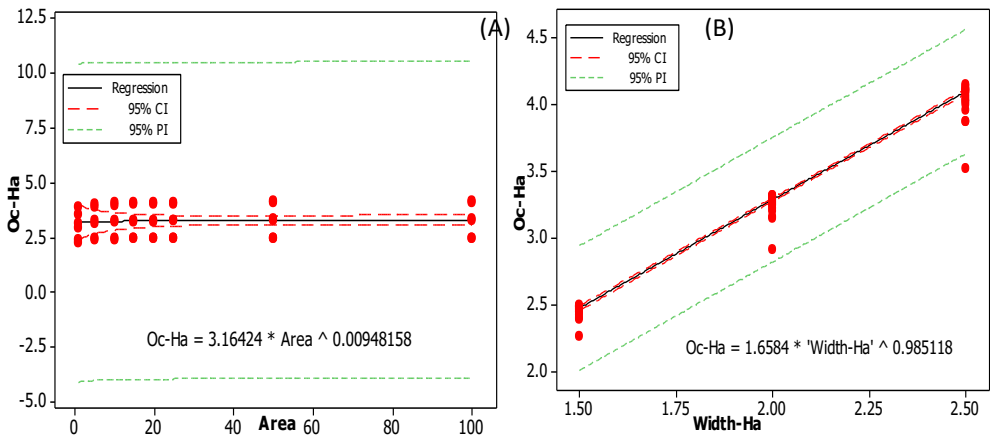 (A)
Oc-Ha
12.5
10.0
7.5
5.0
2.5
0.0
-2.5
-5.0
Regression
95% CI
95% PI
Oc-Ha = 3.16424 * Area ^ 0.00948158
0 20 40 60 80 100
Area
(B)
Oc-Ha
4.5
4.0
3.5
3.0
2.5
2.0
Regression
95% CI
95% PI
Oc-Ha = 1.6584 * 'Width-Ha' ^ 0.985118
1.50 1.75 2.00 2.25 2.50
Width-Ha